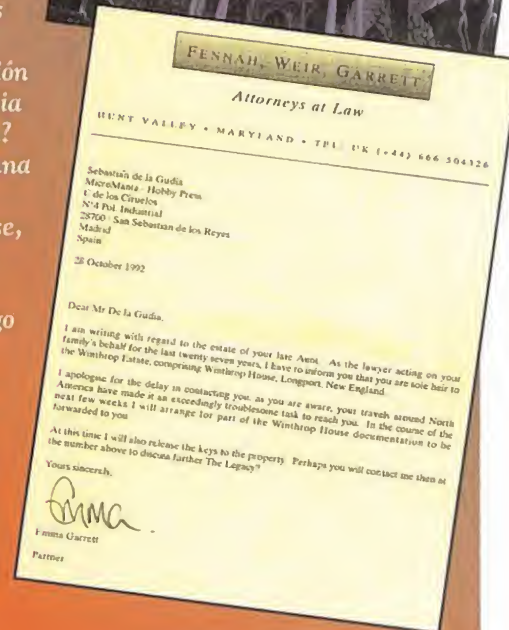 s
ión
ia
?
na
e,
go
FENNAH, WEIR, GARRETT
Attorneys at Law
HUNT VALLEY • MARYLAND • TEL UK (+44) 666 504326
Sebastian de la Gudia
MicroMania - Hobby Press
C de los Ciruelos
Nº4 Pol. Industrial
28700 - San Sebastian de los Reyes
Madrid
Spain
28 October 1992
Dear Mr De la Gudia,
I am writing with regard to the estate of your late Aunt. As the lawyer acting on your
family's behalf for the last twenty seven years, I have to inform you that you are sole heir to
the Winthrop Estate, comprising Winthrop House, Longport, New England.
I apologise for the delay in contacting you, as you are aware, your travels around North
America have made it an exceedingly troublesome task to reach you. In the course of the
next few weeks I will arrange for part of the Winthrop House documentation to be
forwarded to you
At this time I will also release the keys to the property. Perhaps you will contact me then at
the number above to discuss further The Legacy?
Yours sincerely,
Emma
Emma Garrett
Partner